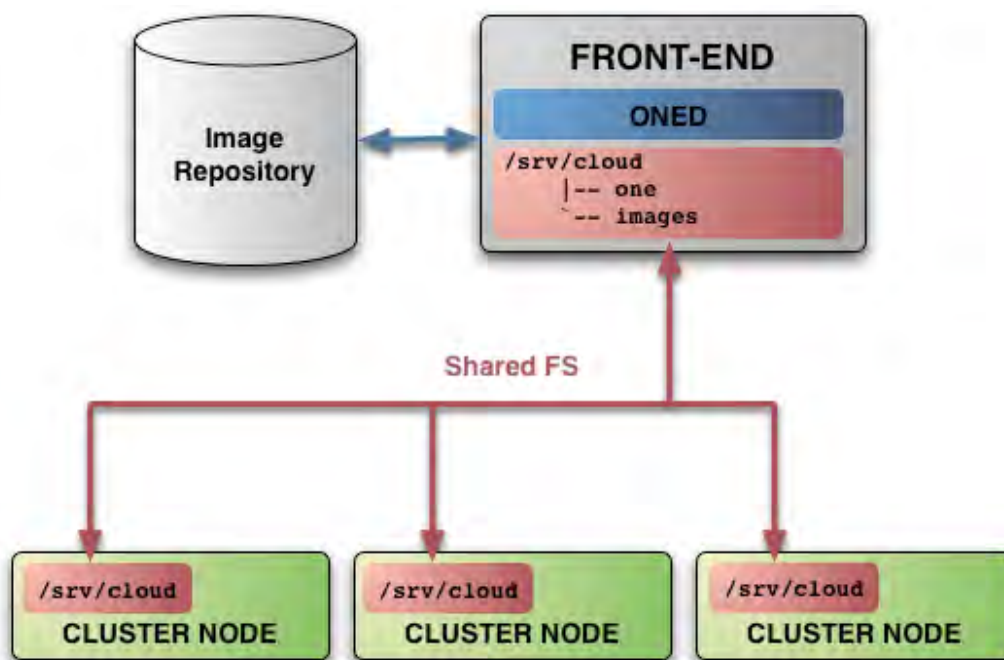 Image
Repository
FRONT-END
ONED
/srv/cloud
|-- one
`-- images
Shared FS
/srv/cloud
CLUSTER NODE
/srv/cloud
CLUSTER NODE
/srv/cloud
CLUSTER NODE